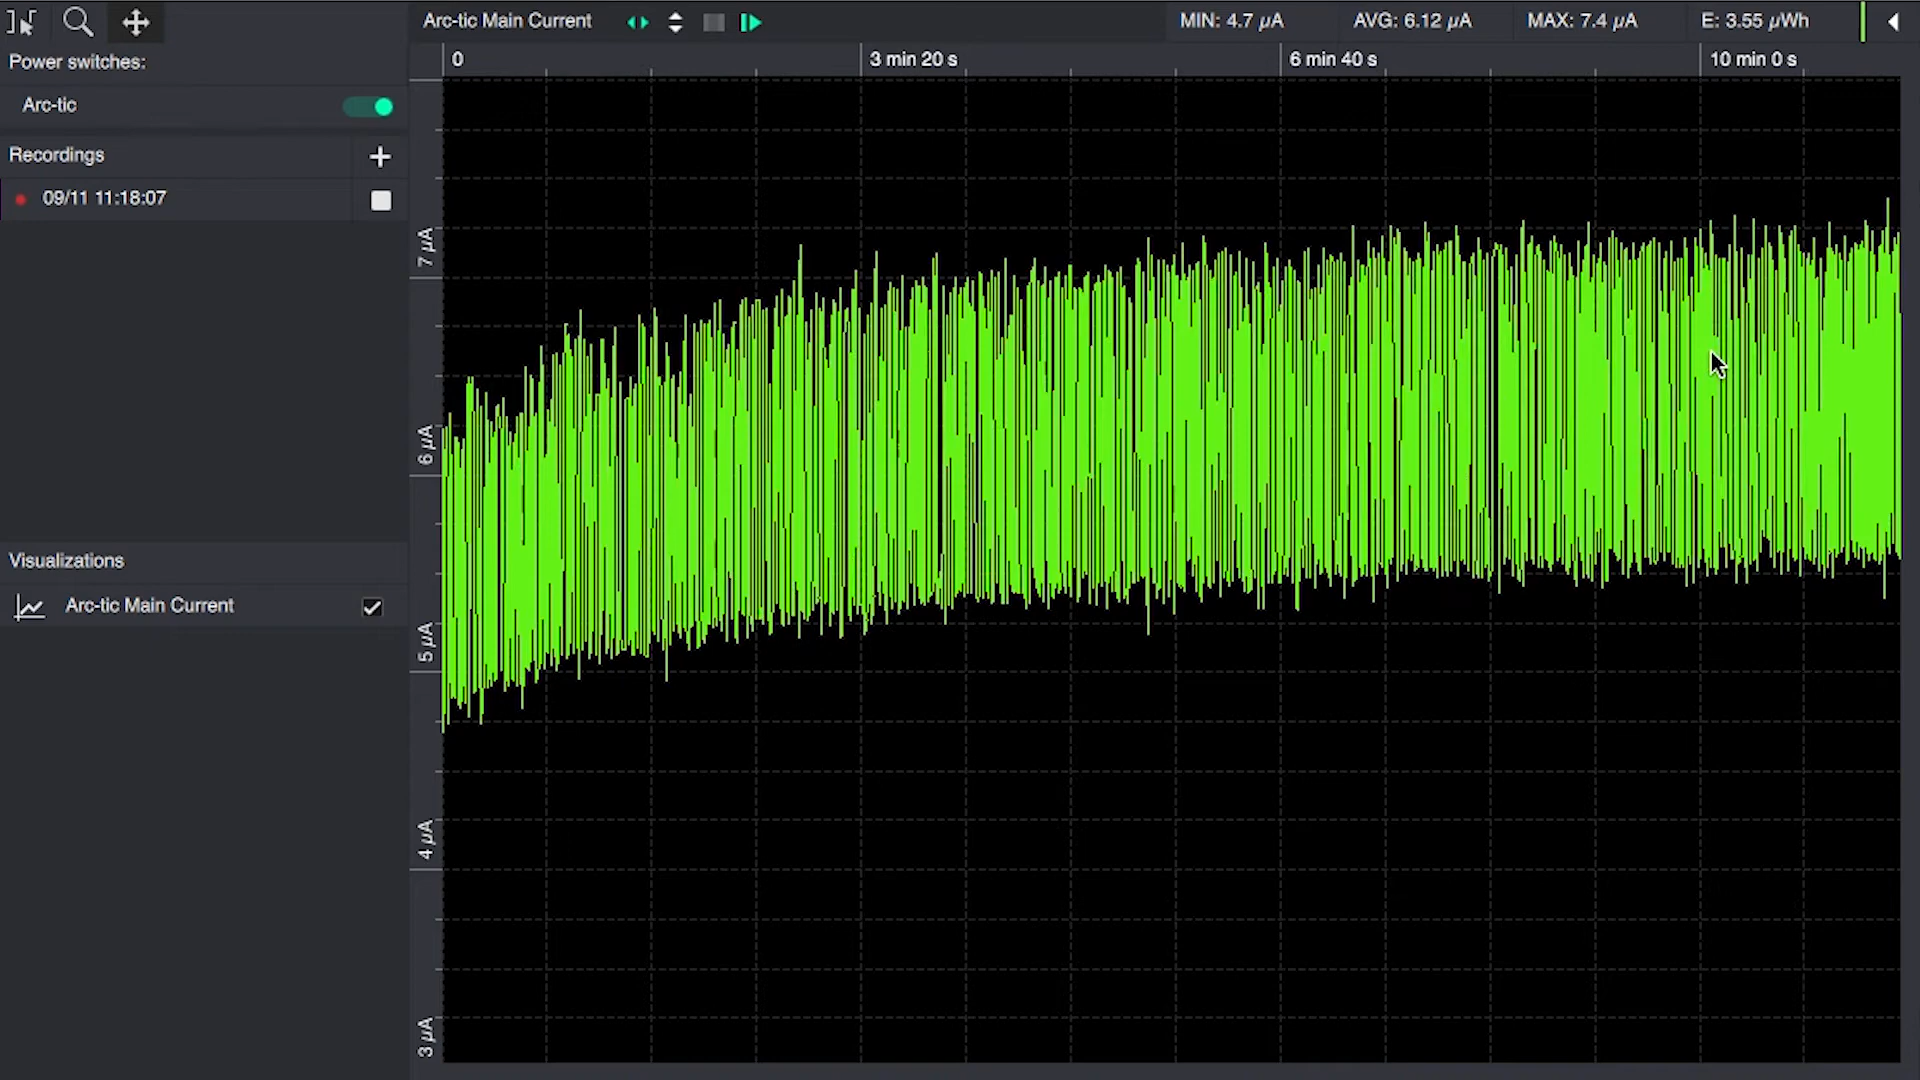 Arc-tic Main Current
MIN: 4.7 µA
AVG: 6.12 µA
MAX: 7.4 µA
E: 3.55 µWh
Power switches:
Arc-tic
Recordings
09/11 11:18:07
Visualizations
Arc-tic Main Current
0
3 min 20 s
6 min 40 s
10 min 0 s
7 µA
6 µA
5 µA
4 µA
3 µA